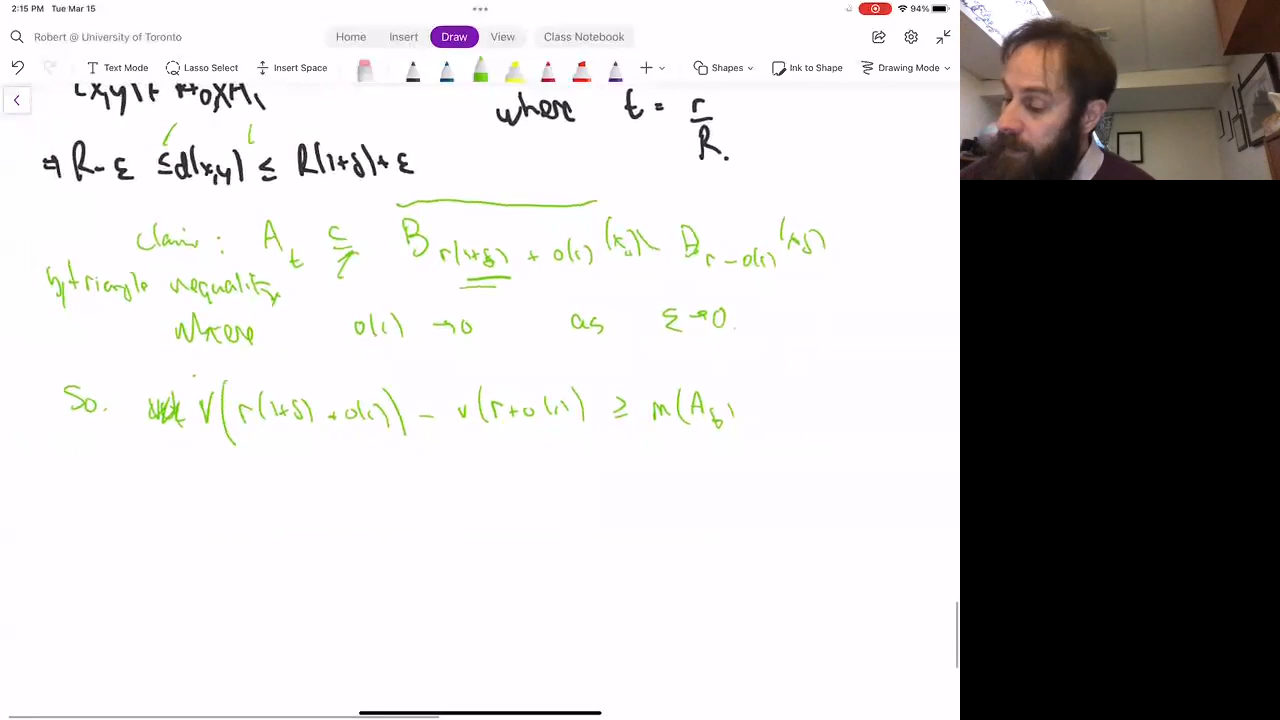 2:15 PM Tue Mar 15
94%
Robert @ University of Toronto
Home Insert Draw View Class Notebook
Text Mode Lasso Select Insert Space Shapes Ink to Shape Drawing Mode
where t = r/R.
⇒ R-ε ≤ d(x,y) ≤ R(1+δ)+ε
Claim: A_t ⊆ \overline{B_{r(1+δ)+o(1)}}(x_0) \ B_{r-o(1)}(x_0)
by triangle inequality
where o(1) → 0 as ε→0.
So. V(r(1+δ)+o(1)) - v(r+o(1)) ≥ m(A_t)